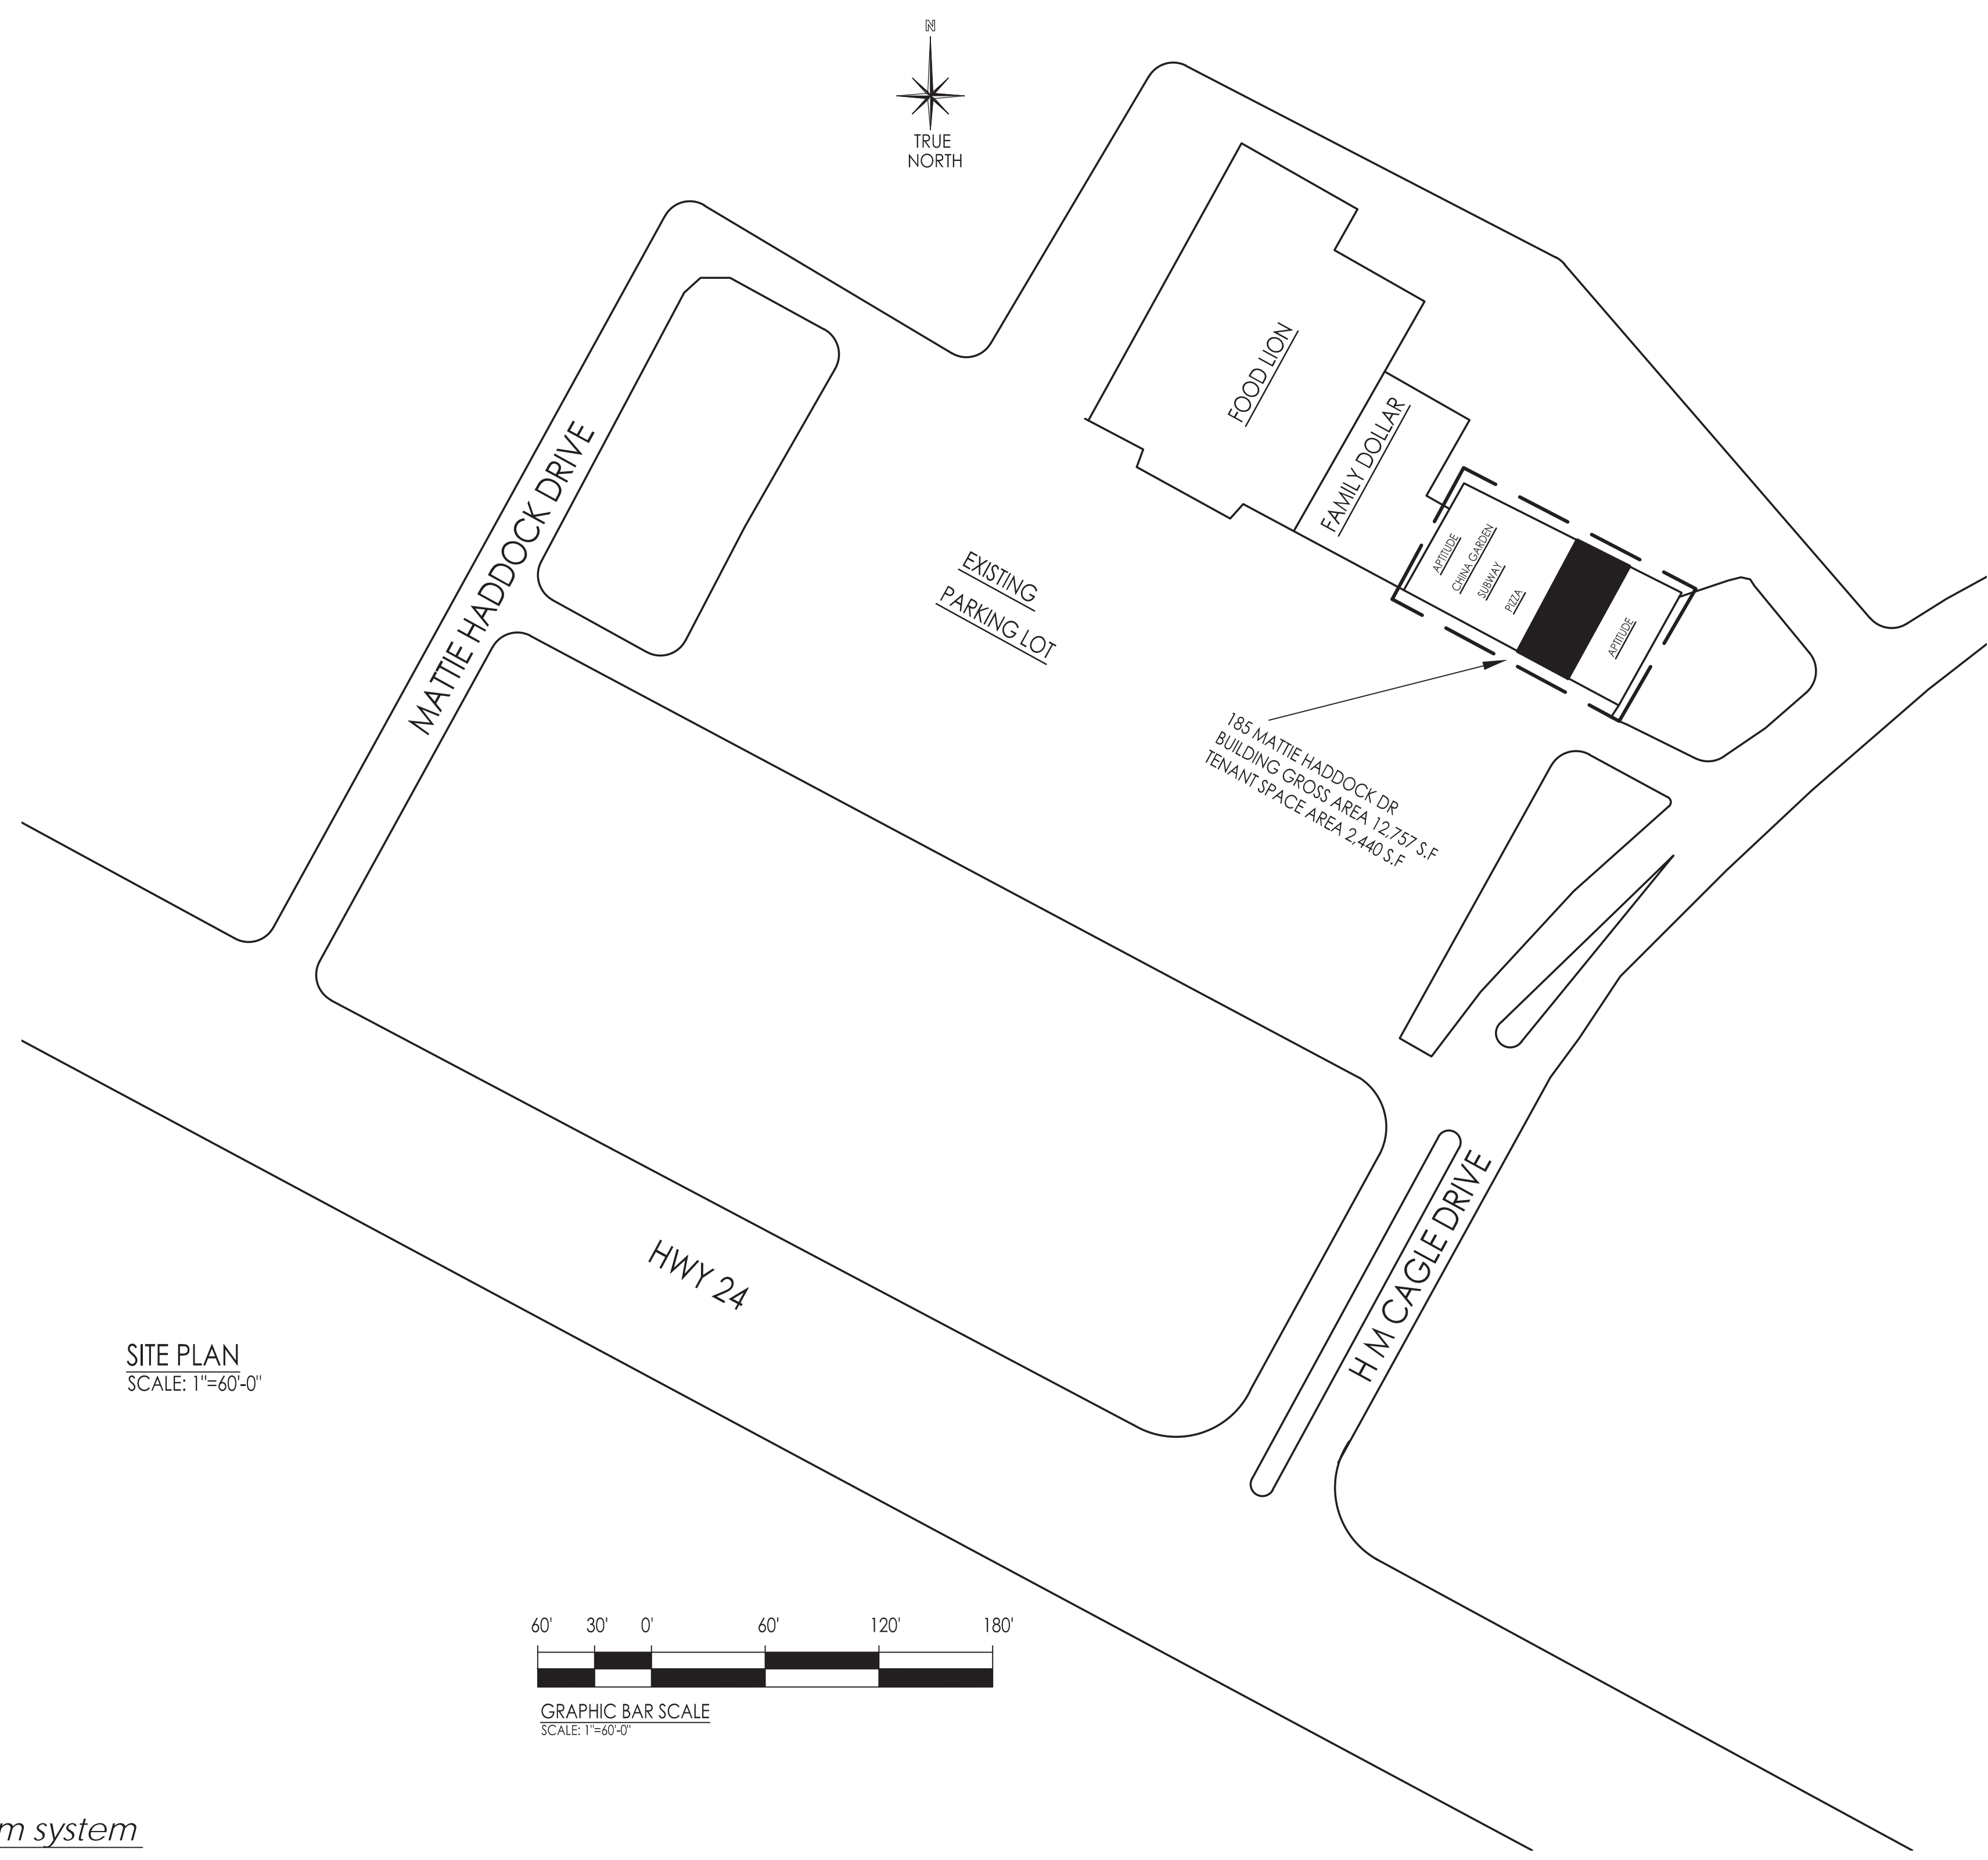 N
TRUE
NORTH
FOOD LION
FAMILY DOLLAR
MATTIE HADDOCK DRIVE
EXISTING
PARKING LOT
APTITUDE
CHINA GARDEN
SUBWAY
PIZZA
APTITUDE
185 MATTIE HADDOCK DR
BUILDING GROSS AREA 12,757 S.F
TENANT SPACE AREA 2,440 S.F
HWY 24
H M CAGLE DRIVE
SITE PLAN
SCALE: 1"=60'-0"
60' 30' 0' 60' 120' 180'
GRAPHIC BAR SCALE
SCALE: 1"=60'-0"
m system